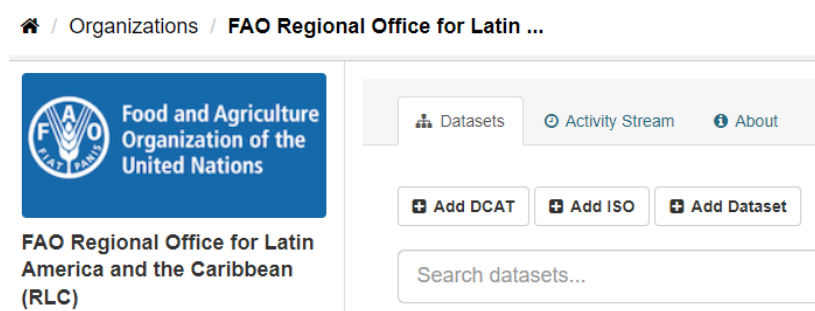 / Organizations / FAO Regional Office for Latin ...
FAO
FIAT PANIS
Food and Agriculture
Organization of the
United Nations
FAO Regional Office for Latin
America and the Caribbean
(RLC)
Datasets Activity Stream About
Add DCAT Add ISO Add Dataset
Search datasets...